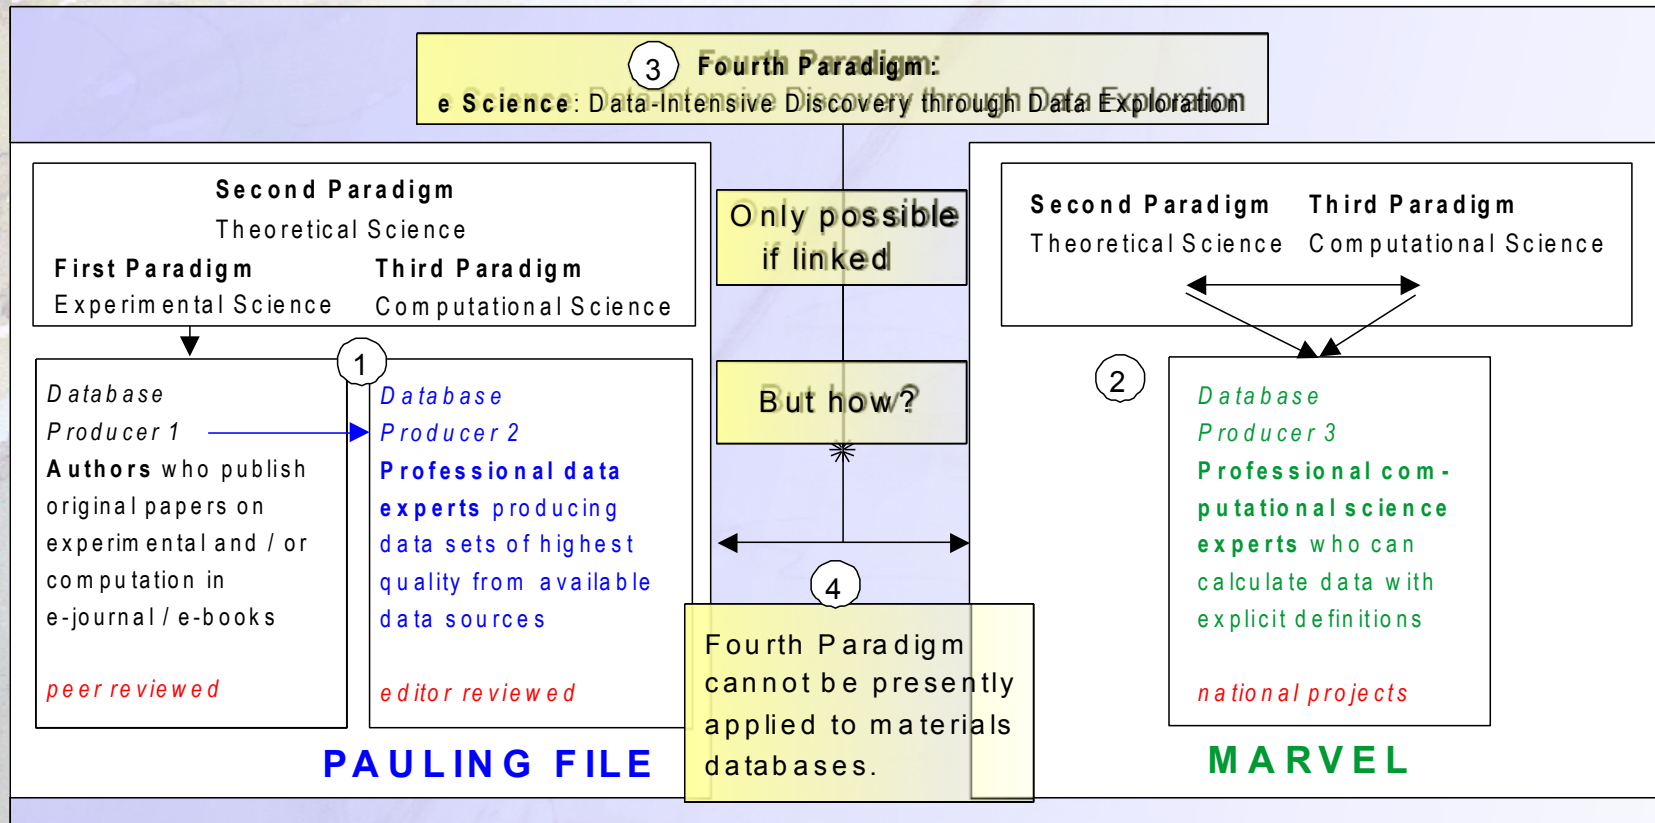 3 Fourth Paradigm:
e Science: Data-Intensive Discovery through Data Exploration
Second Paradigm
Theoretical Science
First Paradigm Third Paradigm
Experimental Science Computational Science
1
Database
Producer 1
Authors who publish
original papers on
experimental and / or
computation in
e-journal / e-books
peer reviewed
Database
Producer 2
Professional data
experts producing
data sets of highest
quality from available
data sources
editor reviewed
PAULING FILE
Only possible
if linked
But how?
4
Fourth Paradigm
cannot be presently
applied to materials
databases.
Second Paradigm Third Paradigm
Theoretical Science Computational Science
2
Database
Producer 3
Professional com-
putational science
experts who can
calculate data with
explicit definitions
national projects
MARVEL